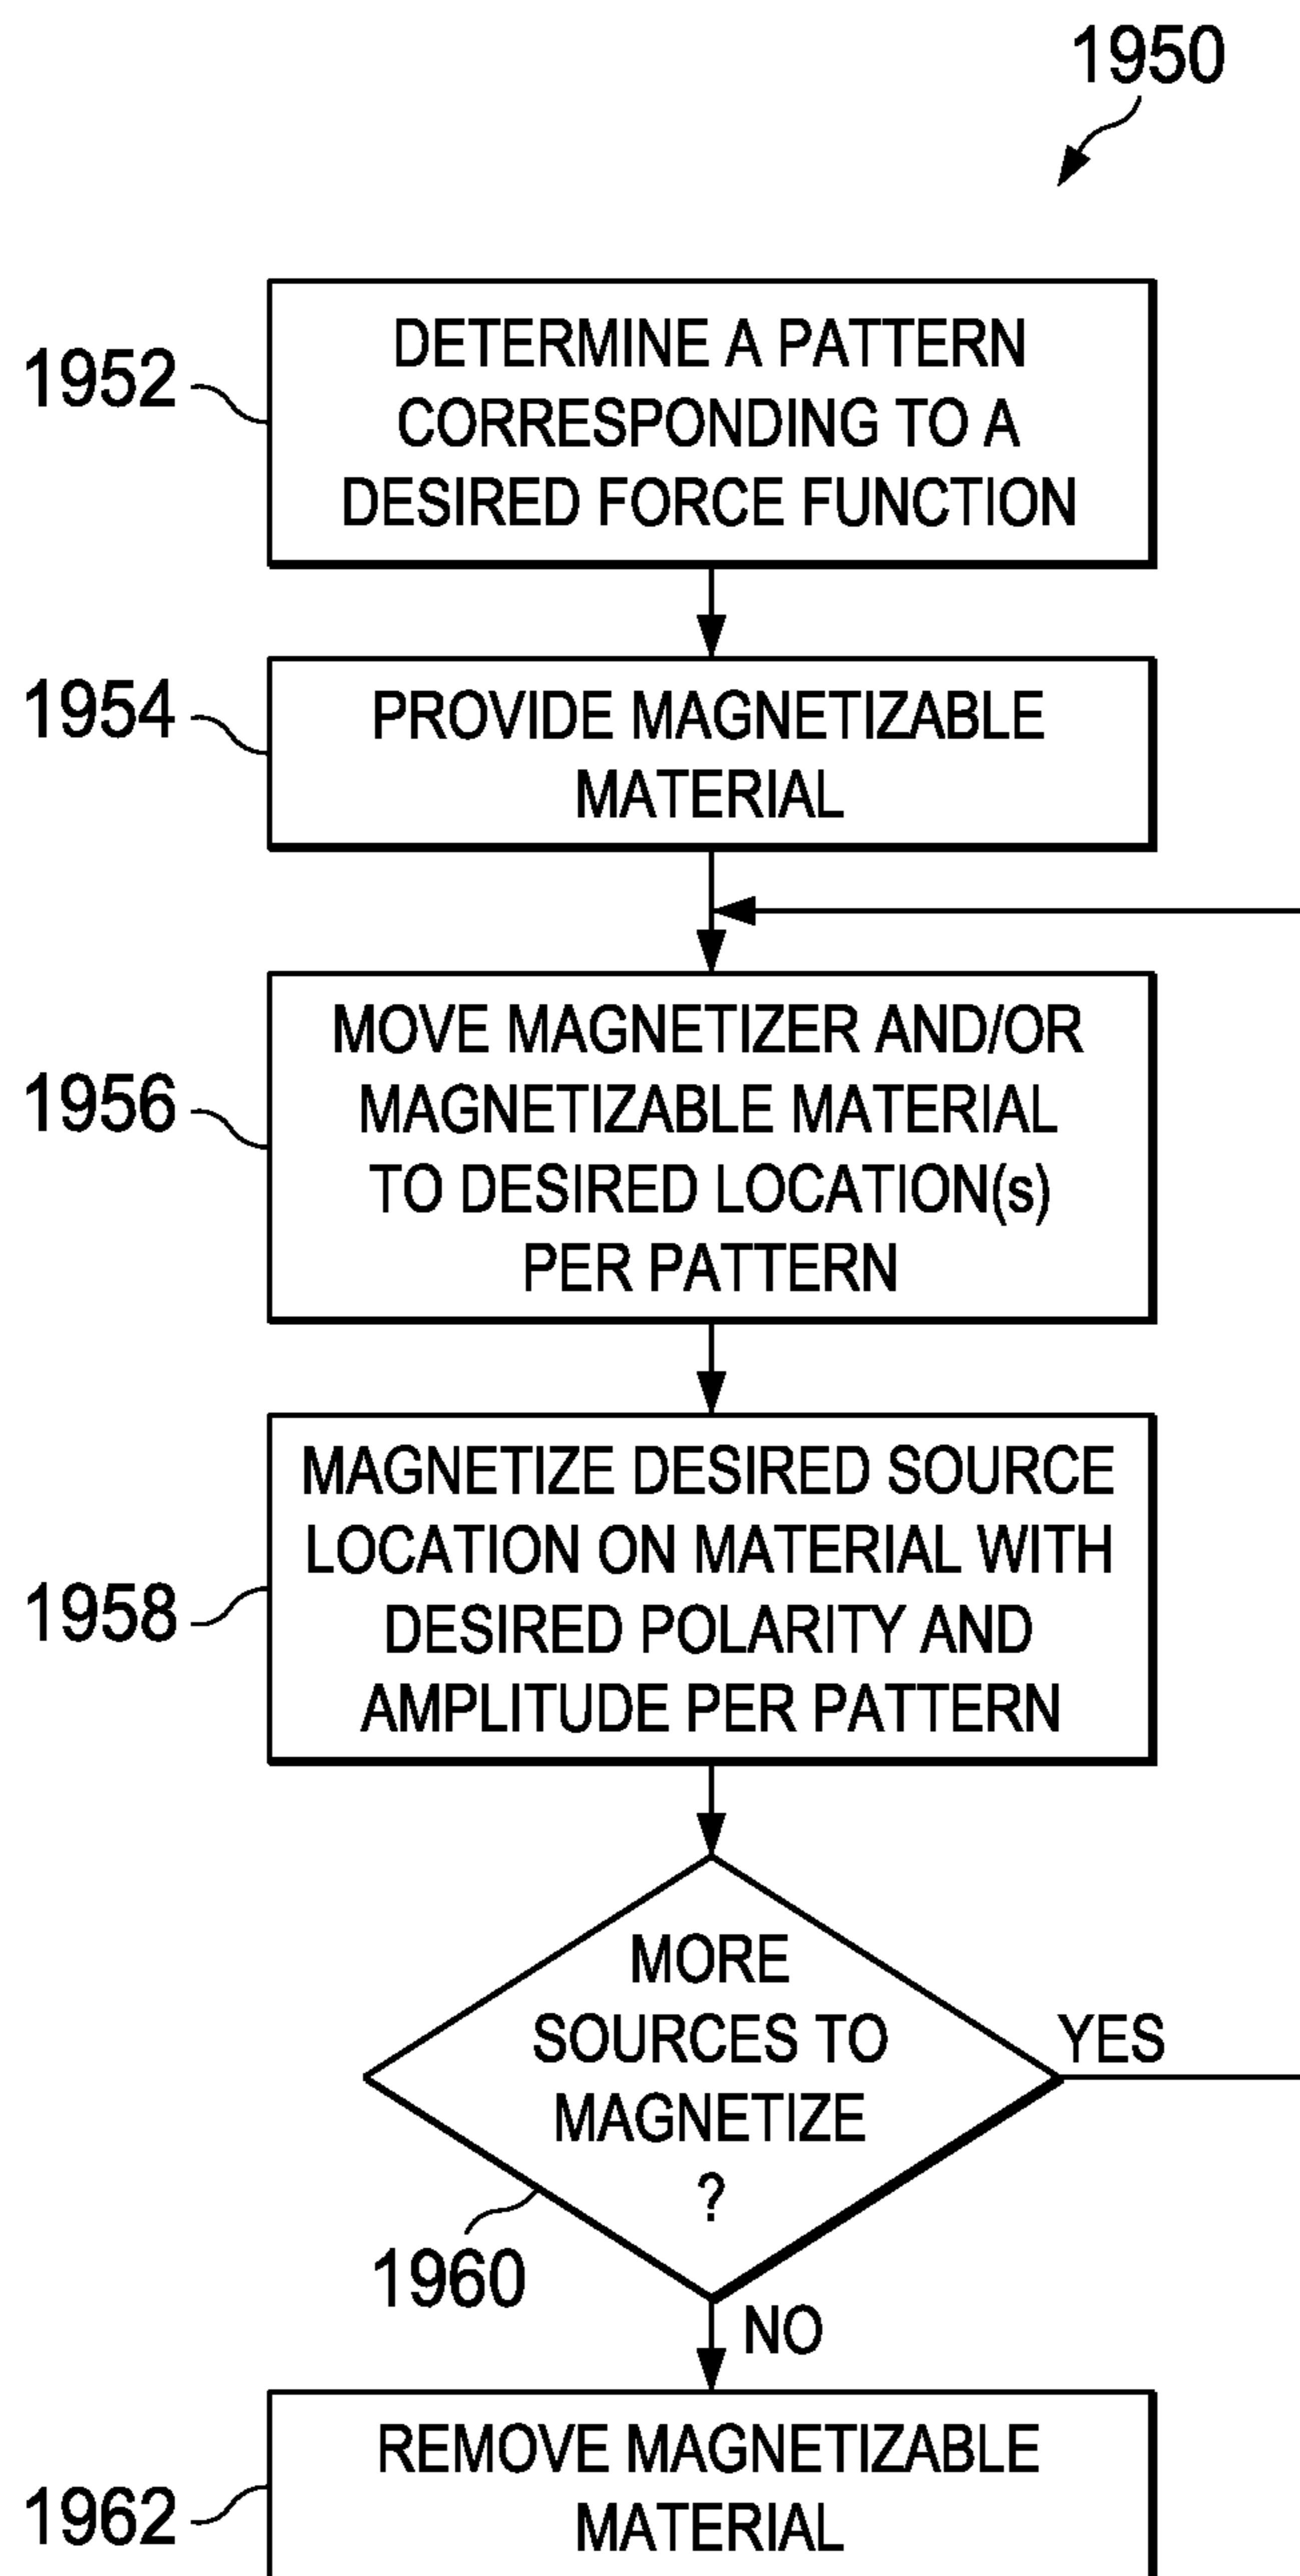 1950
1952
DETERMINE A PATTERN
CORRESPONDING TO A
DESIRED FORCE FUNCTION
1954
PROVIDE MAGNETIZABLE
MATERIAL
1956
MOVE MAGNETIZER AND/OR
MAGNETIZABLE MATERIAL
TO DESIRED LOCATION(s)
PER PATTERN
1958
MAGNETIZE DESIRED SOURCE
LOCATION ON MATERIAL WITH
DESIRED POLARITY AND
AMPLITUDE PER PATTERN
MORE
SOURCES TO
MAGNETIZE
?
YES
1960
NO
1962
REMOVE MAGNETIZABLE
MATERIAL